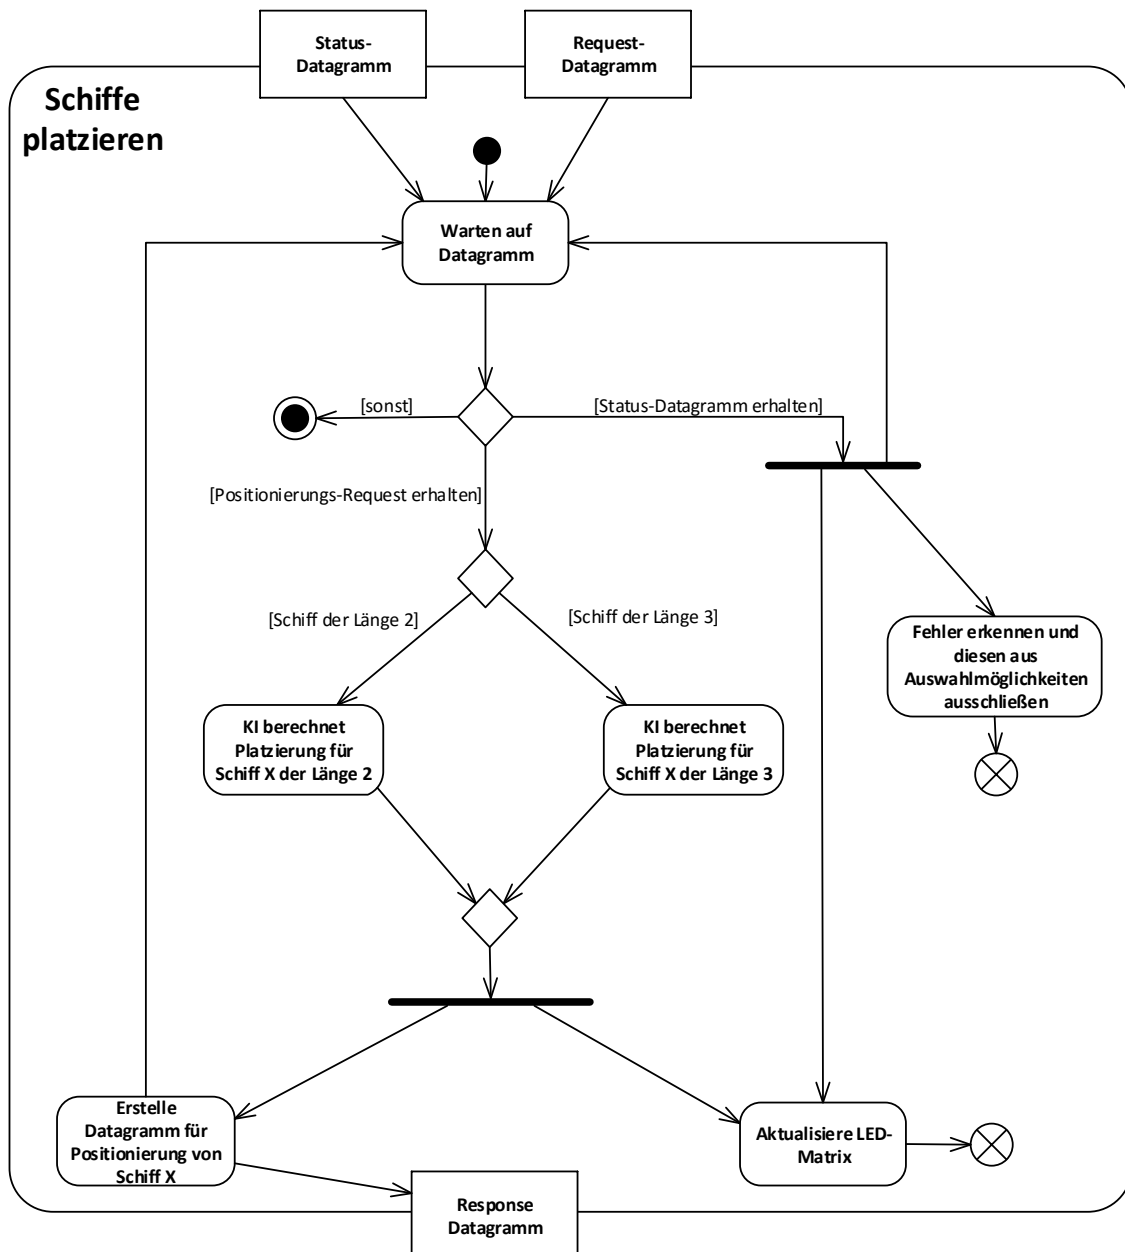 Status-
Datagramm
Request-
Datagramm
Schiffe
platzieren
Warten auf
Datagramm
[sonst]
[Status-Datagramm erhalten]
[Positionierungs-Request erhalten]
[Schiff der Länge 2]
[Schiff der Länge 3]
Fehler erkennen und
diesen aus
Auswahlmöglichkeiten
ausschließen
KI berechnet
Platzierung für
Schiff X der Länge 2
KI berechnet
Platzierung für
Schiff X der Länge 3
Erstelle
Datagramm für
Positionierung von
Schiff X
Aktualisiere LED-
Matrix
Response
Datagramm